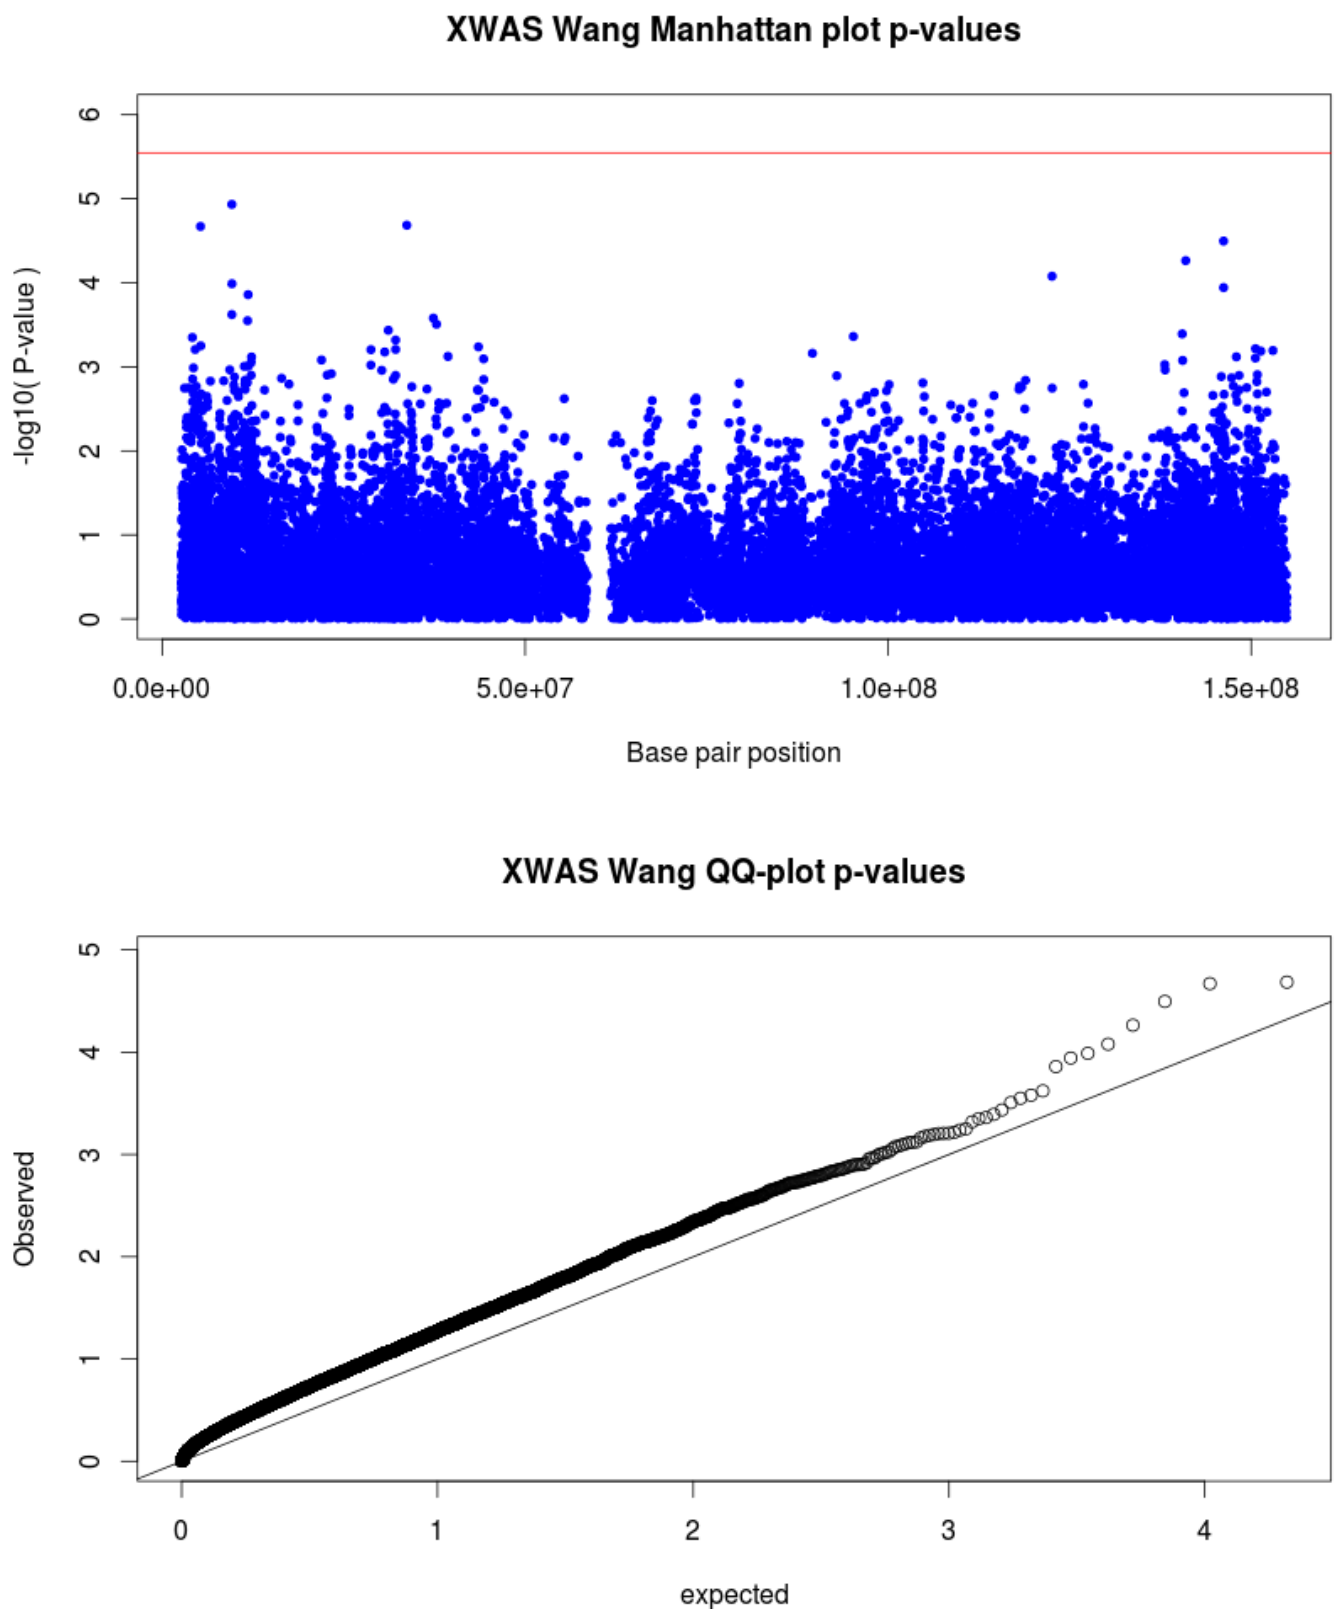 XWAS Wang Manhattan plot p-values
6
5
4
3
2
1
0
-log10( P-value )
0.0e+00 5.0e+07 1.0e+08 1.5e+08
Base pair position
XWAS Wang QQ-plot p-values
5
4
3
2
1
0
Observed
0 1 2 3 4
expected